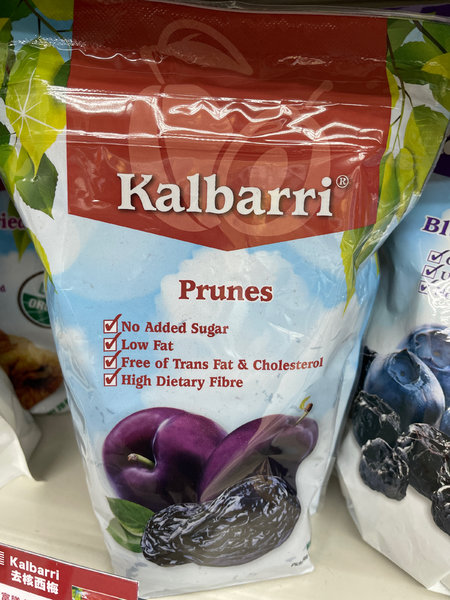 Kalbarri®
Prunes
No Added Sugar
Low Fat
Free of Trans Fat & Cholesterol
High Dietary Fibre
Bl
Kalbarri
去核西梅